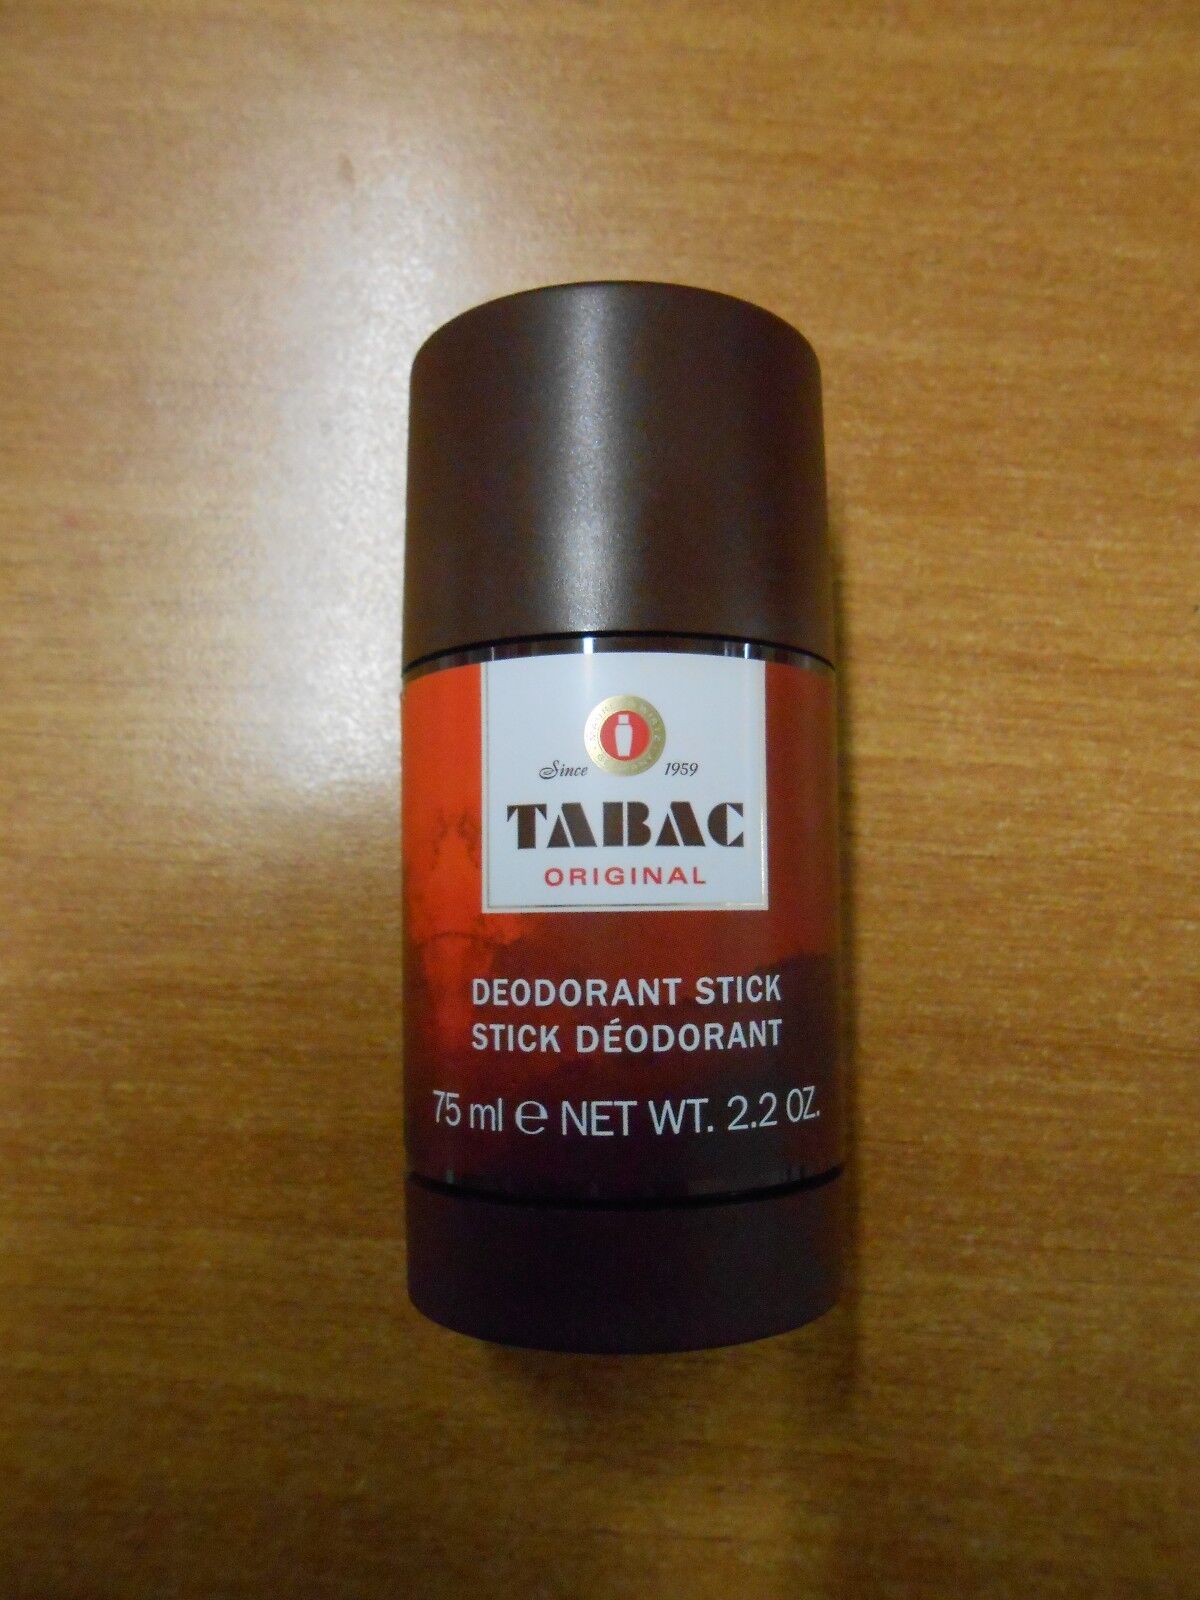 Since 1959
TABAC
ORIGINAL
DEODORANT STICK
STICK DÉODORANT
75 ml e NET WT. 2.2 OZ.